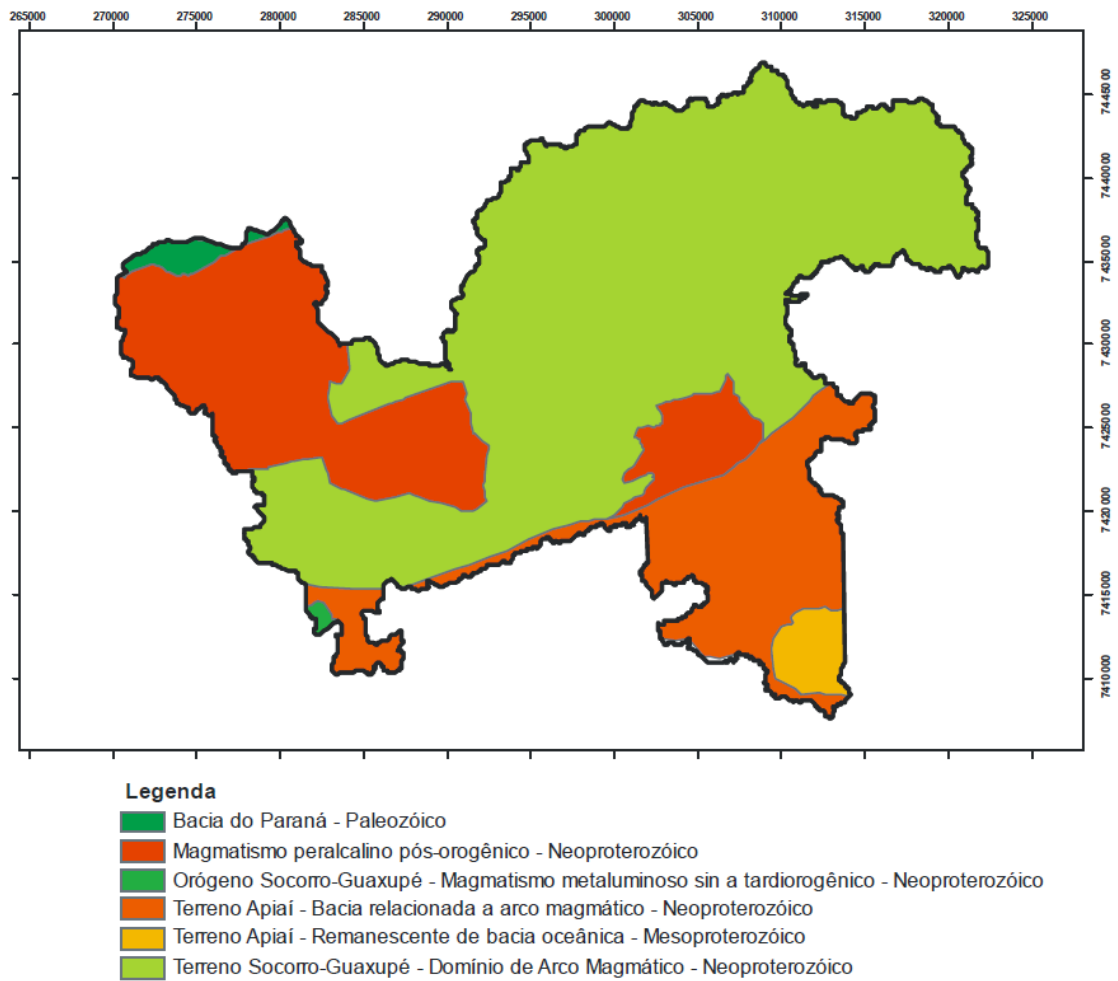 265000 270000 275000 280000 285000 290000 295000 300000 305000 310000 315000 320000 325000
7445000
7440000
7435000
7430000
7425000
7420000
7415000
7410000
Legenda
Bacia do Paraná - Paleozóico
Magmatismo peralcalino pós-orogênico - Neoproterozóico
Orógeno Socorro-Guaxupé - Magmatismo metaluminoso sin a tardiorogênico - Neoproterozóico
Terreno Apiaí - Bacia relacionada a arco magmático - Neoproterozóico
Terreno Apiaí - Remanescente de bacia oceânica - Mesoproterozóico
Terreno Socorro-Guaxupé - Domínio de Arco Magmático - Neoproterozóico